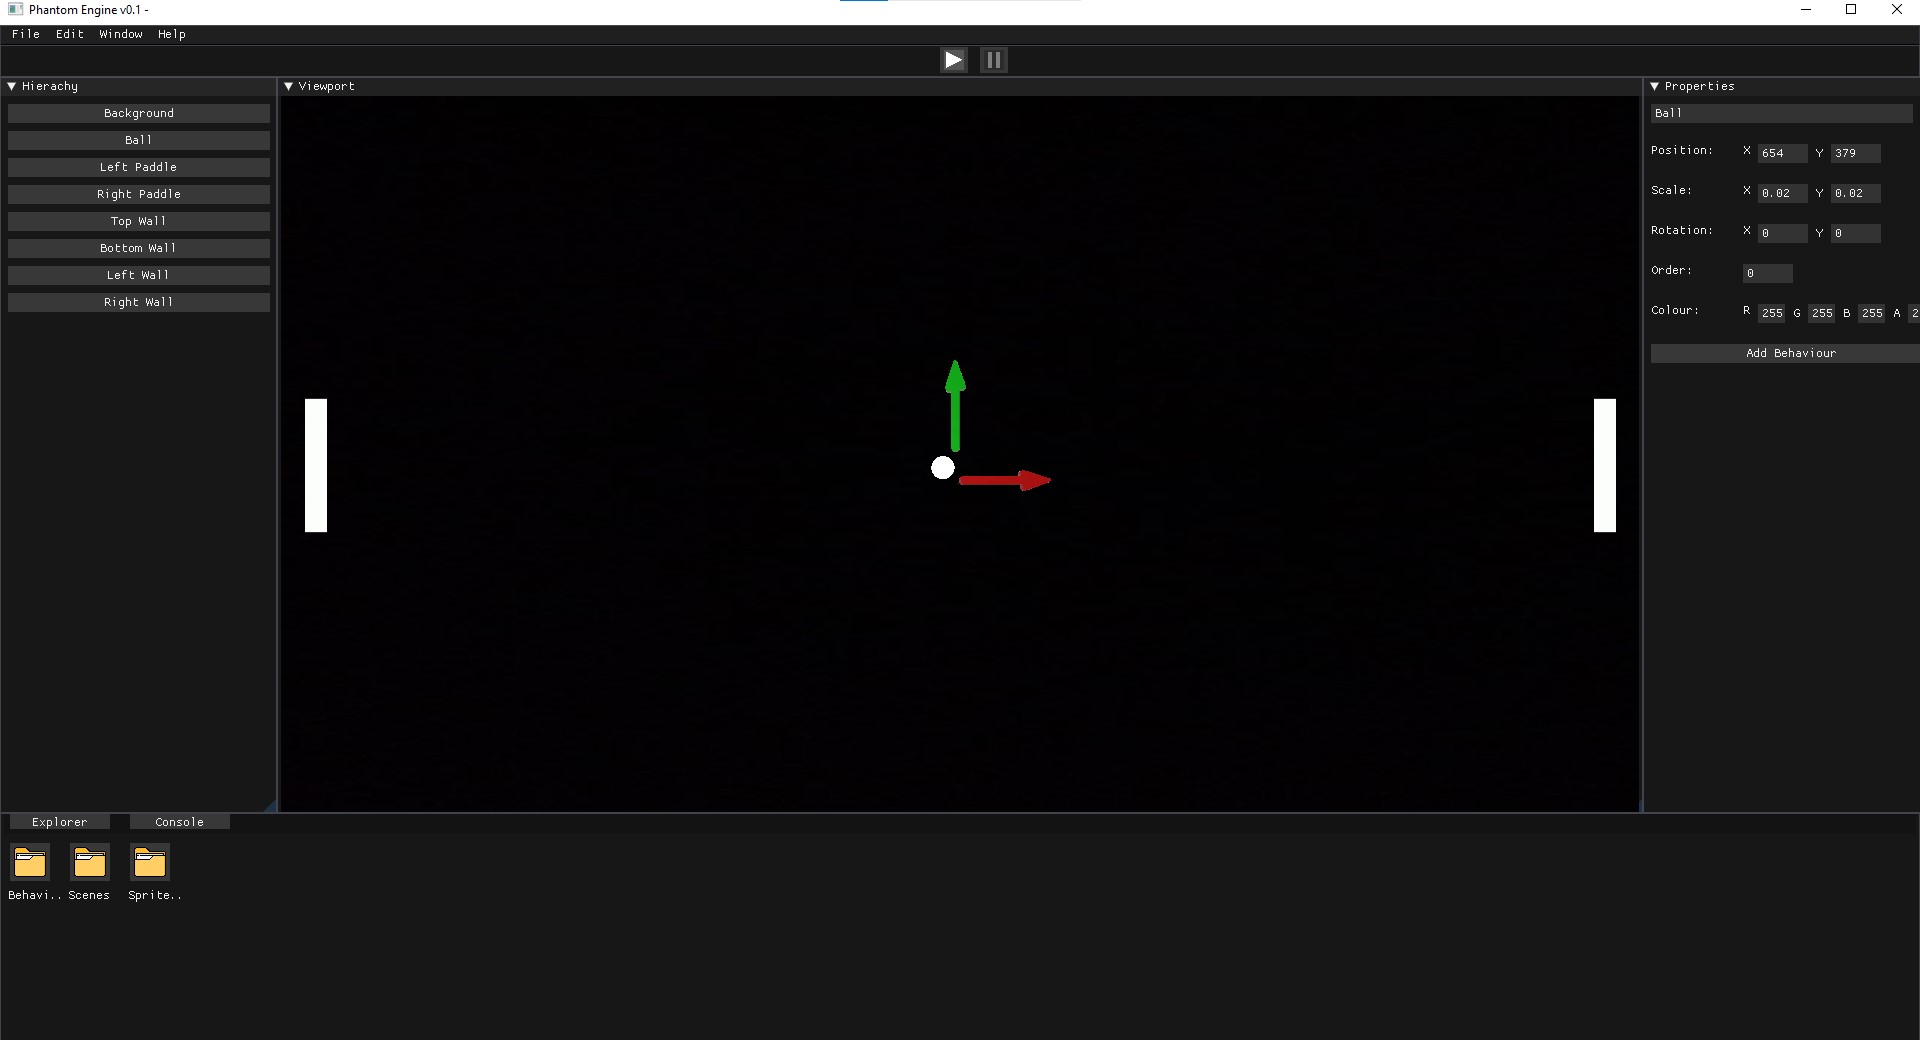 Phantom Engine v0.1 -
File Edit Window Help
Hierachy
Background
Ball
Left Paddle
Right Paddle
Top Wall
Bottom Wall
Left Wall
Right Wall
Viewport
Properties
Ball
Position: X 654 Y 379
Scale: X 0.02 Y 0.02
Rotation: X 0 Y 0
Order: 0
Colour: R 255 G 255 B 255 A 2
Add Behaviour
Explorer Console
Behavi.. Scenes Sprite..